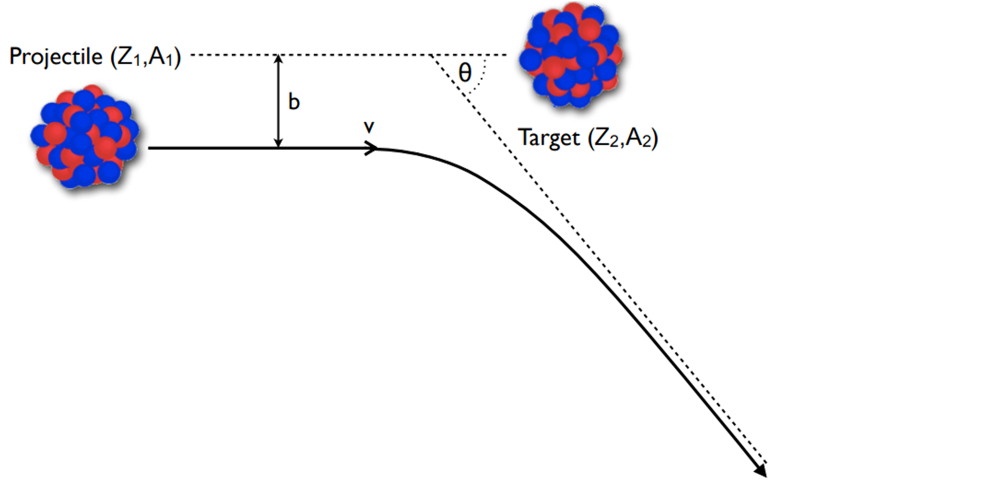 Projectile (Z₁,A₁)
θ
b
v
Target (Z₂,A₂)